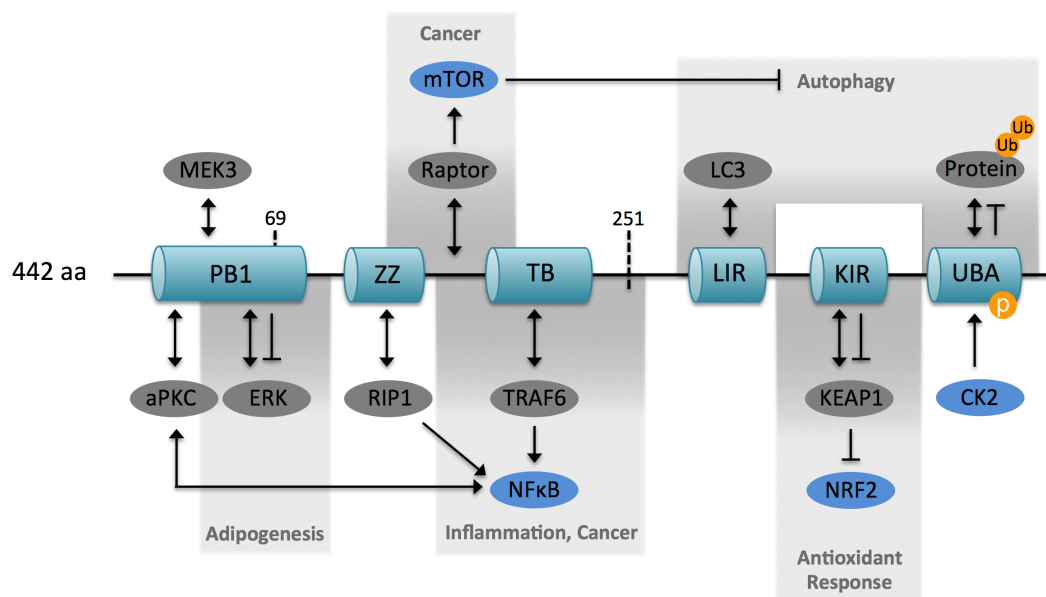 Cancer
mTOR
Autophagy
Ub
Ub
MEK3
Raptor
LC3
Protein
69
251
442 aa
PB1
ZZ
TB
LIR
KIR
UBA
p
aPKC
ERK
RIP1
TRAF6
KEAP1
CK2
NFκB
NRF2
Adipogenesis
Inflammation, Cancer
Antioxidant
Response